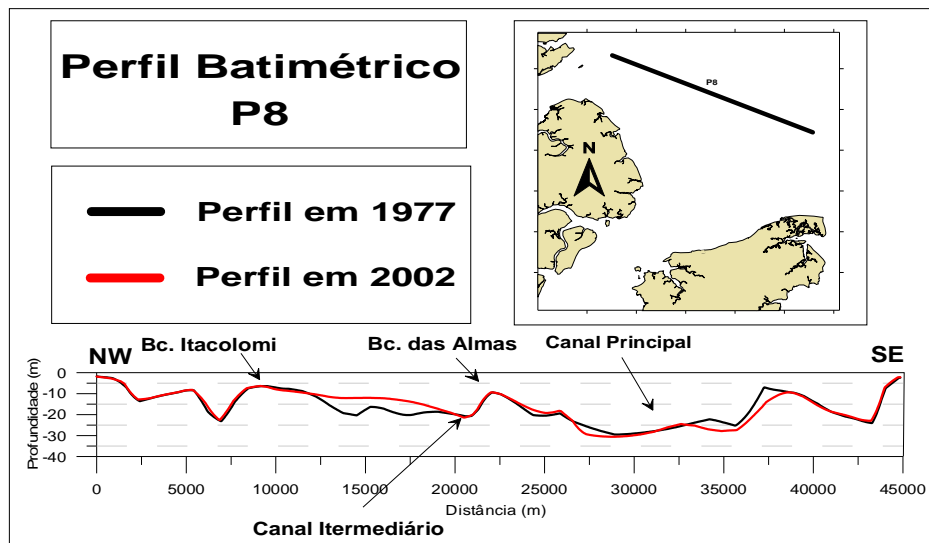 Perfil Batimétrico
P8
P8
N
Perfil em 1977
Perfil em 2002
NW
Bc. Itacolomi
Bc. das Almas
Canal Principal
SE
Profundidade (m)
0
-10
-20
-30
-40
0
5000
10000
15000
20000
25000
30000
35000
40000
45000
Distância (m)
Canal Itermediário